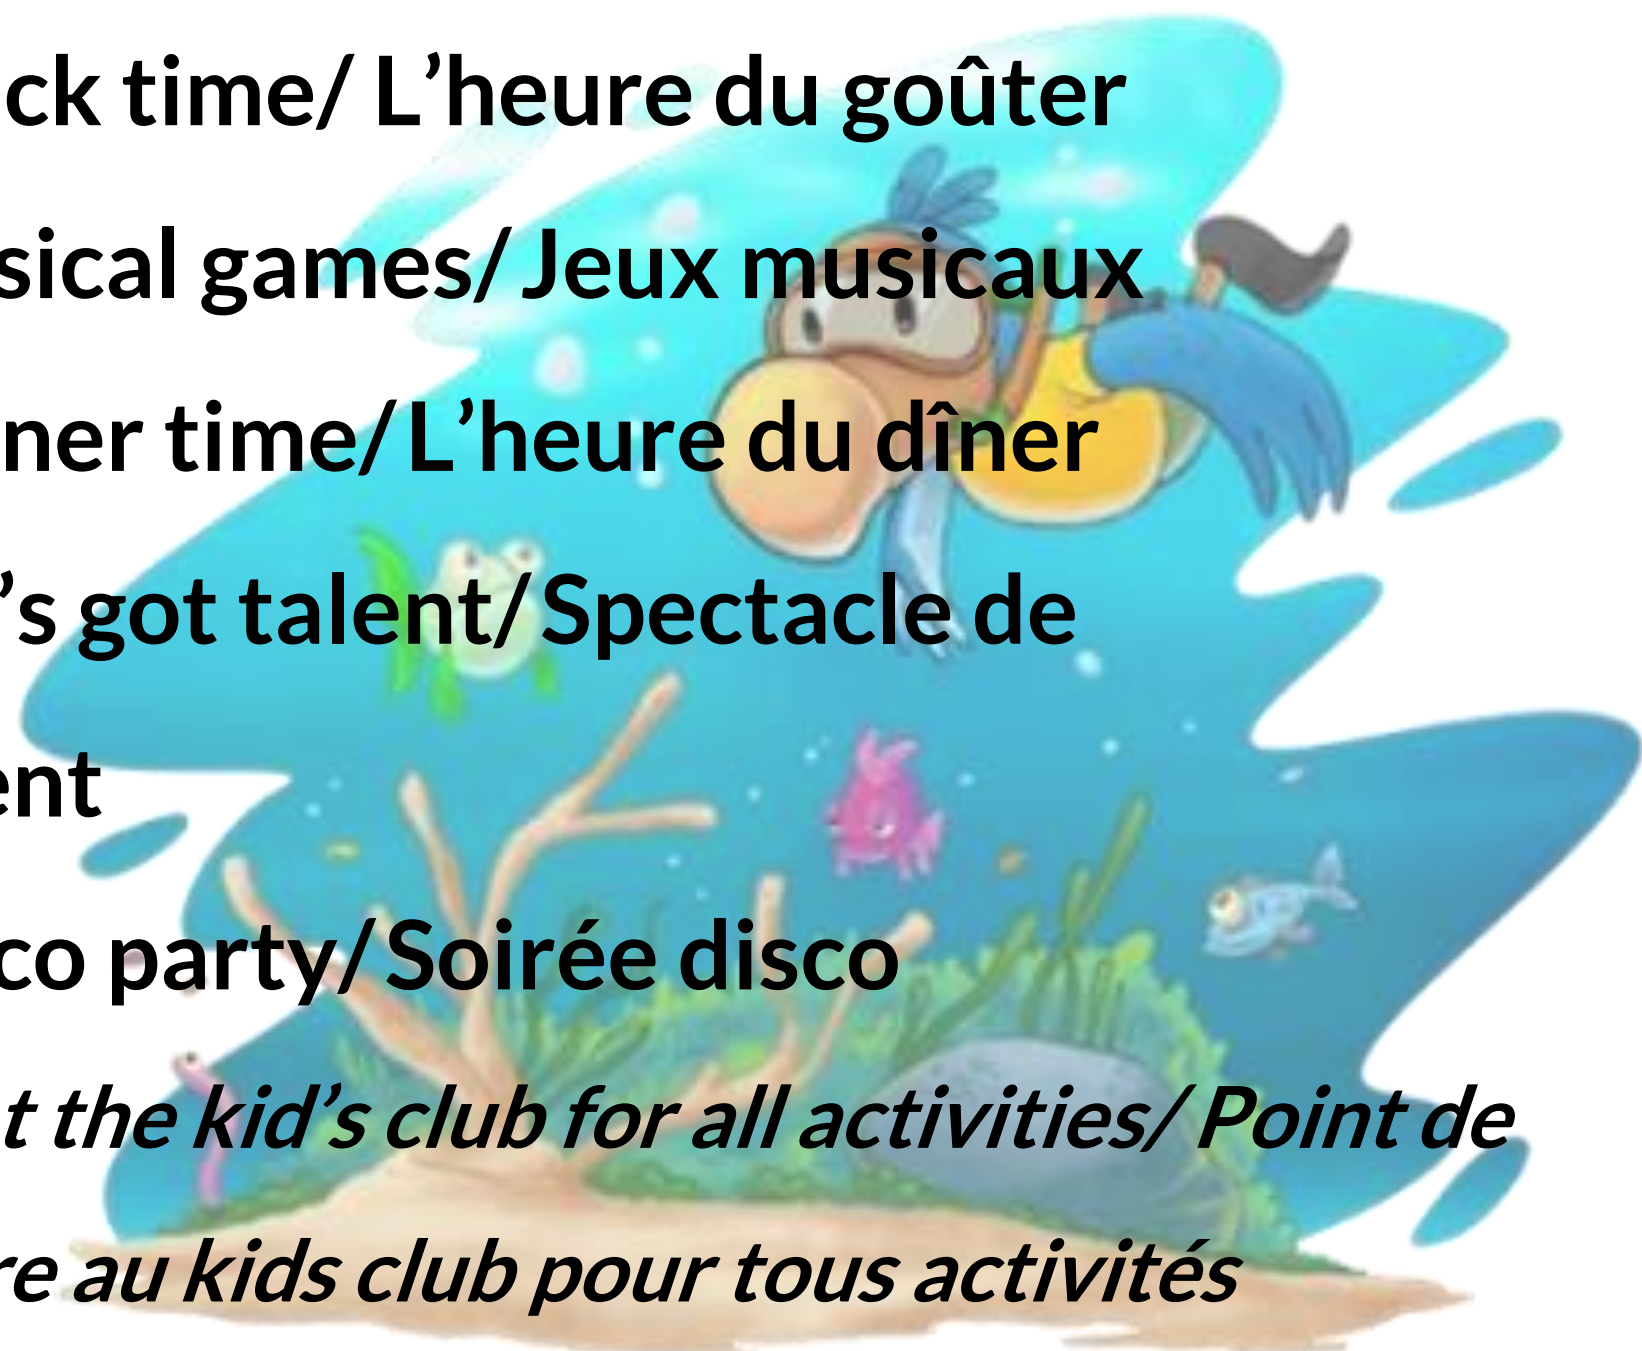 ck time/ L’heure du goûter
sical games/ Jeux musicaux
ner time/ L’heure du dîner
’s got talent/ Spectacle de
ent
co party/ Soirée disco
t the kid’s club for all activities/ Point de
re au kids club pour tous activités